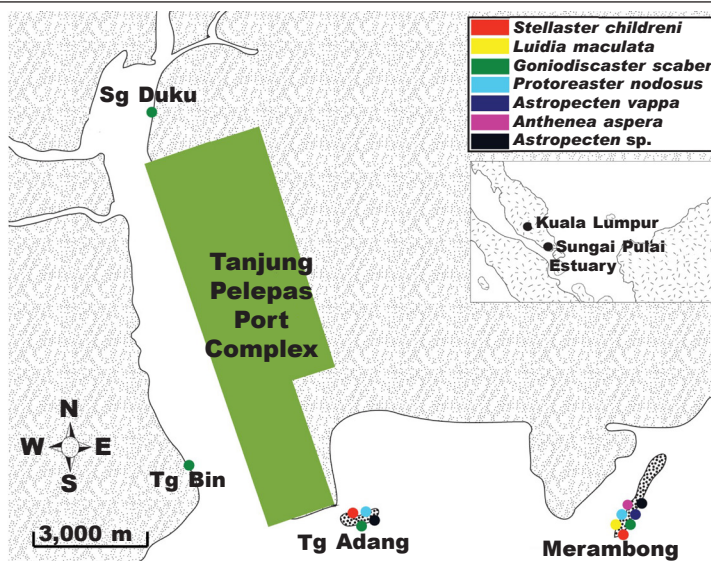 Stellaster childreni
Luidia maculata
Goniodiscaster scaber
Protoreaster nodosus
Astropecten vappa
Anthenea aspera
Astropecten sp.
Sg Duku
Kuala Lumpur
Sungai Pulai
Estuary
Tanjung
Pelepas
Port
Complex
N
W E
S
Tg Bin
3,000 m
Tg Adang
Merambong